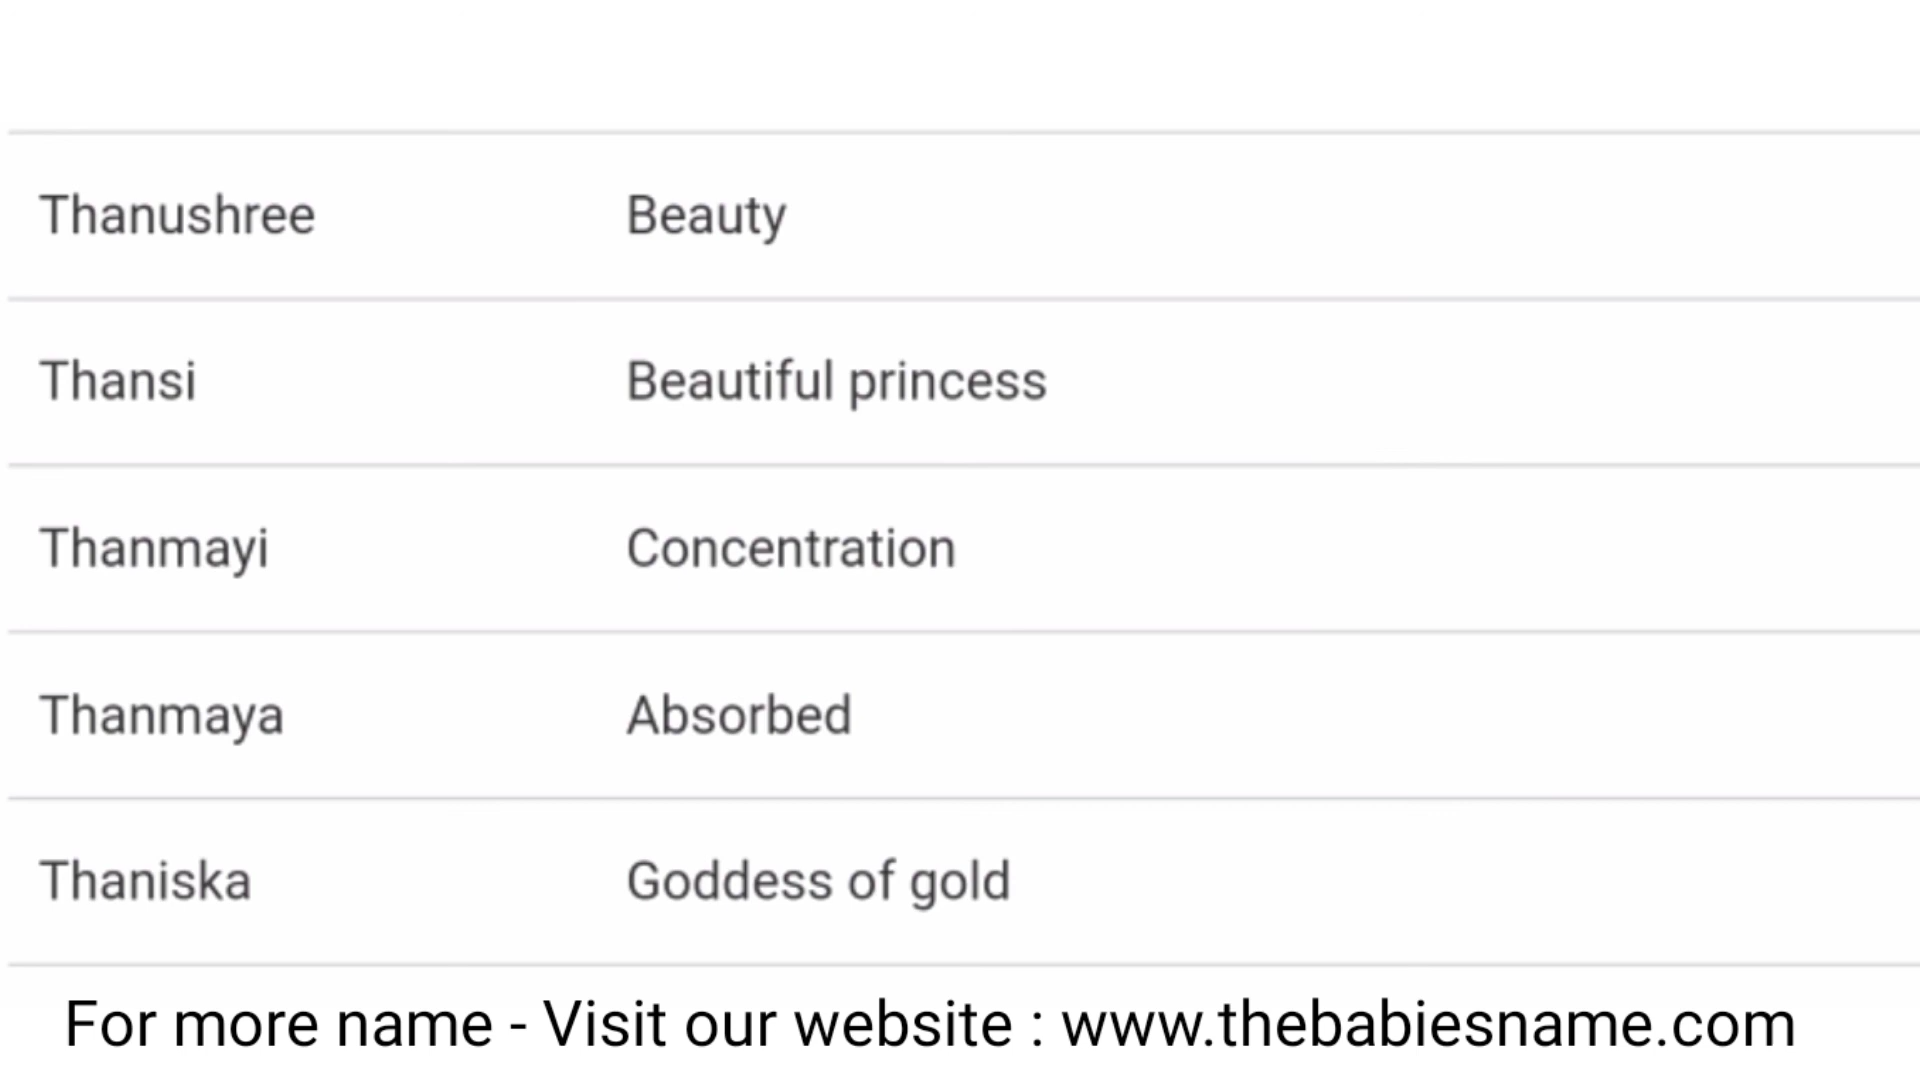 Thanushree Beauty
Thansi Beautiful princess
Thanmayi Concentration
Thanmaya Absorbed
Thaniska Goddess of gold
For more name - Visit our website : www.thebabiesname.com